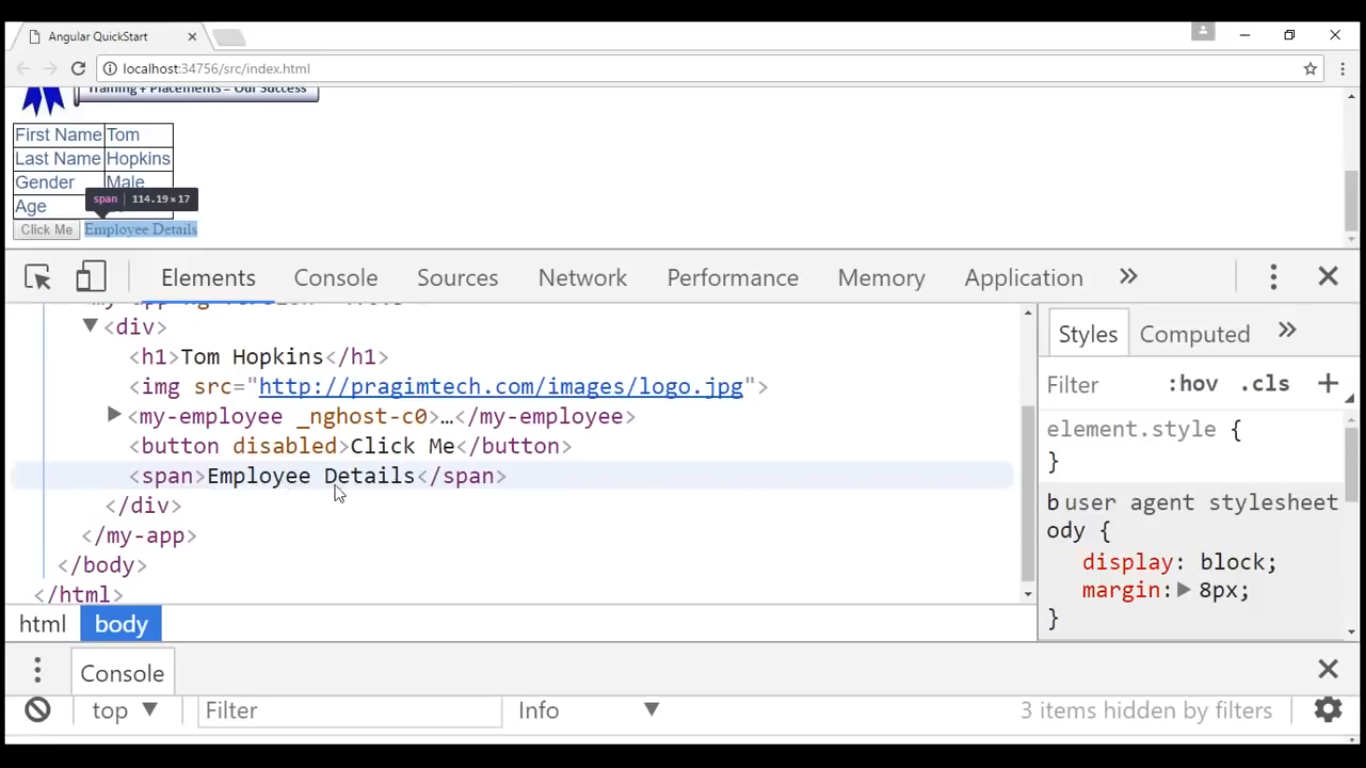 Angular QuickStart
localhost:34756/src/index.html
Training + Placements = Our Success
First Name Tom
Last Name Hopkins
Gender Male
Age
span 114.19×17
Click Me Employee Details
Elements Console Sources Network Performance Memory Application »
<div>
<h1>Tom Hopkins</h1>
<img src="http://pragimtech.com/images/logo.jpg">
<my-employee _nghost-c0>…</my-employee>
<button disabled>Click Me</button>
<span>Employee Details</span>
</div>
</my-app>
</body>
</html>
html body
Styles Computed »
Filter :hov .cls +
element.style {
}
b user agent stylesheet
ody {
display: block;
margin: 8px;
}
Console
top Filter Info 3 items hidden by filters